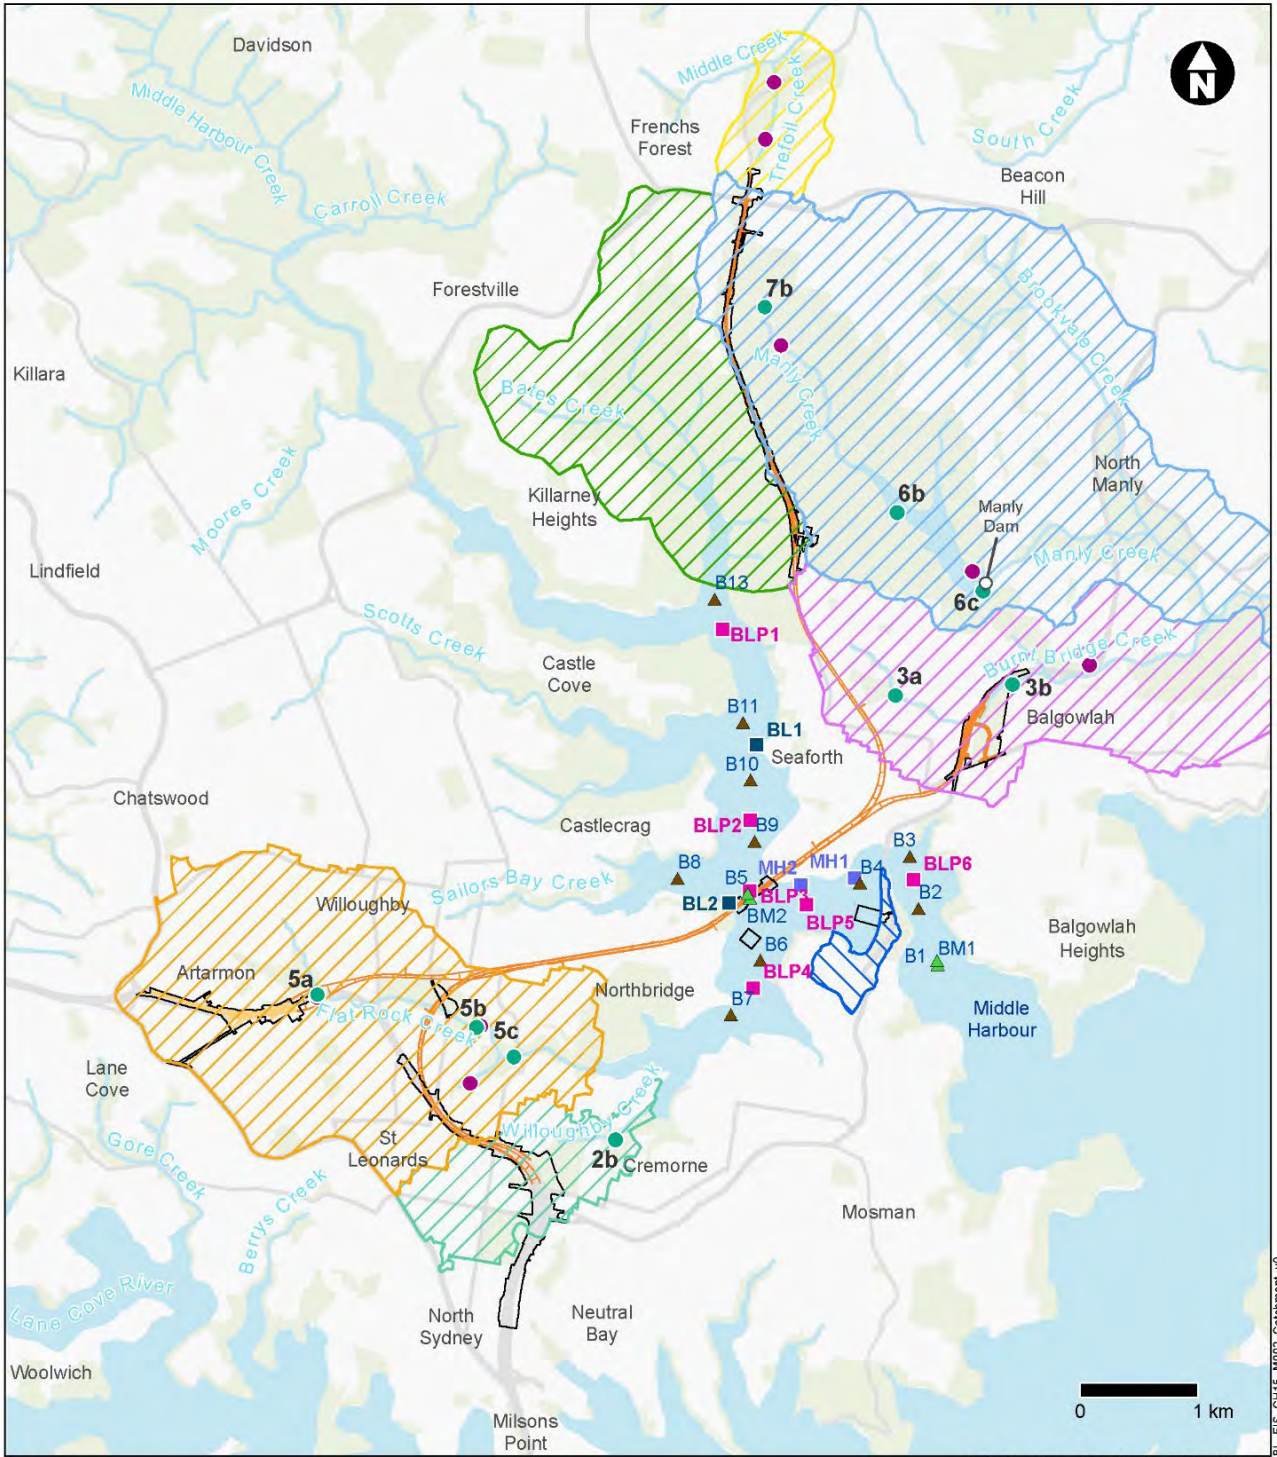 Davidson
Middle Creek
N
Middle Harbour Creek
Trefoil Creek
South Creek
Frenchs
Forest
Beacon
Hill
Carroll Creek
Forestville
7b
Brookvale Creek
Killara
Manly Creek
Bates Creek
North
Manly
Moores Creek
Killarney
Heights
6b
Manly
Dam
Manly Creek
Lindfield
B13
6c
Scotts Creek
BLP1
Burnt Bridge Creek
Castle
Cove
3a
3b
B11
Balgowlah
BL1
Seaforth
B10
Chatswood
Castlecrag
BLP2
B9
B3
B8
MH2
MH1
B4
BLP6
B5
Sailors Bay Creek
BLP3
B2
Willoughby
BL2
BM2
BLP5
Balgowlah
Heights
B6
B1
BM1
Artarmon
5a
BLP4
Northbridge
B7
5b
Flat Rock Creek
5c
Middle
Harbour
Lane
Cove
Willoughby Creek
Gore Creek
St
Leonards
2b
Cremorne
Berrys Creek
Mosman
Lane Cove River
North
Sydney
Neutral
Bay
Woolwich
0
1 km
Milsons
Point